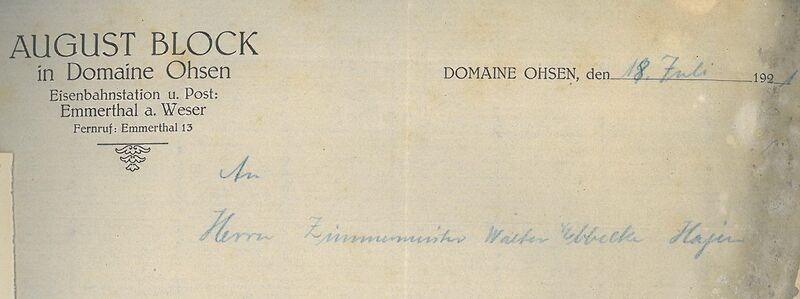 AUGUST BLOCK
in Domaine Ohsen
Eisenbahnstation u. Post:
Emmerthal a. Weser
Fernruf: Emmerthal 13
DOMAINE OHSEN, den 18. Juli 1921
An
Herrn Zimmermeister Walter Ebbecke Hajen